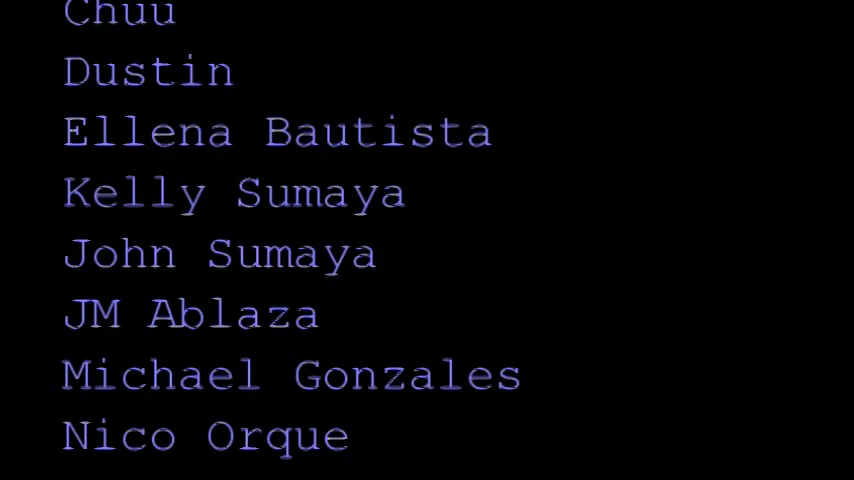 Chuu
Dustin
Ellena Bautista
Kelly Sumaya
John Sumaya
JM Ablaza
Michael Gonzales
Nico Orque